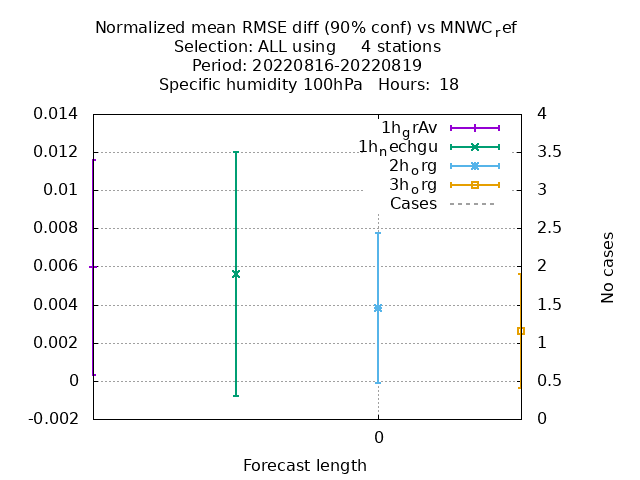 Normalized mean RMSE diff (90% conf) vs MNWC_ref
Selection: ALL using 4 stations
Period: 20220816-20220819
Specific humidity 100hPa Hours: 18
0.014
0.012
0.01
0.008
0.006
0.004
0.002
0
-0.002
4
3.5
3
2.5
2
1.5
1
0.5
0
1h_grAv
1h_nechgu
2h_org
3h_org
Cases
No cases
0
Forecast length